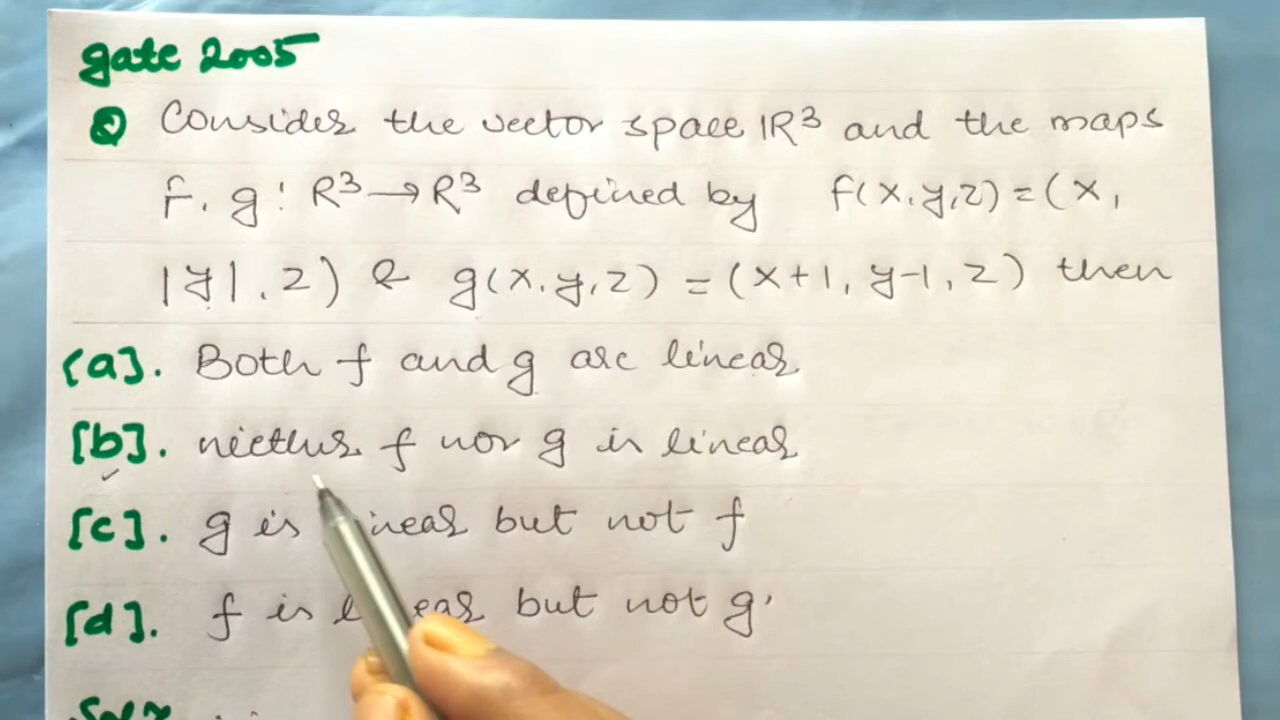 gate 2005
Q Consider the vector space IR³ and the maps
f, g : R³→R³ defined by f(x,y,z) = (x,
|y|, z) & g(x,y,z) = (x+1, y-1, z) then
[a]. Both f and g are linear
[b]. niether f nor g is linear
[c]. g is linear but not f
[d]. f is linear but not g.